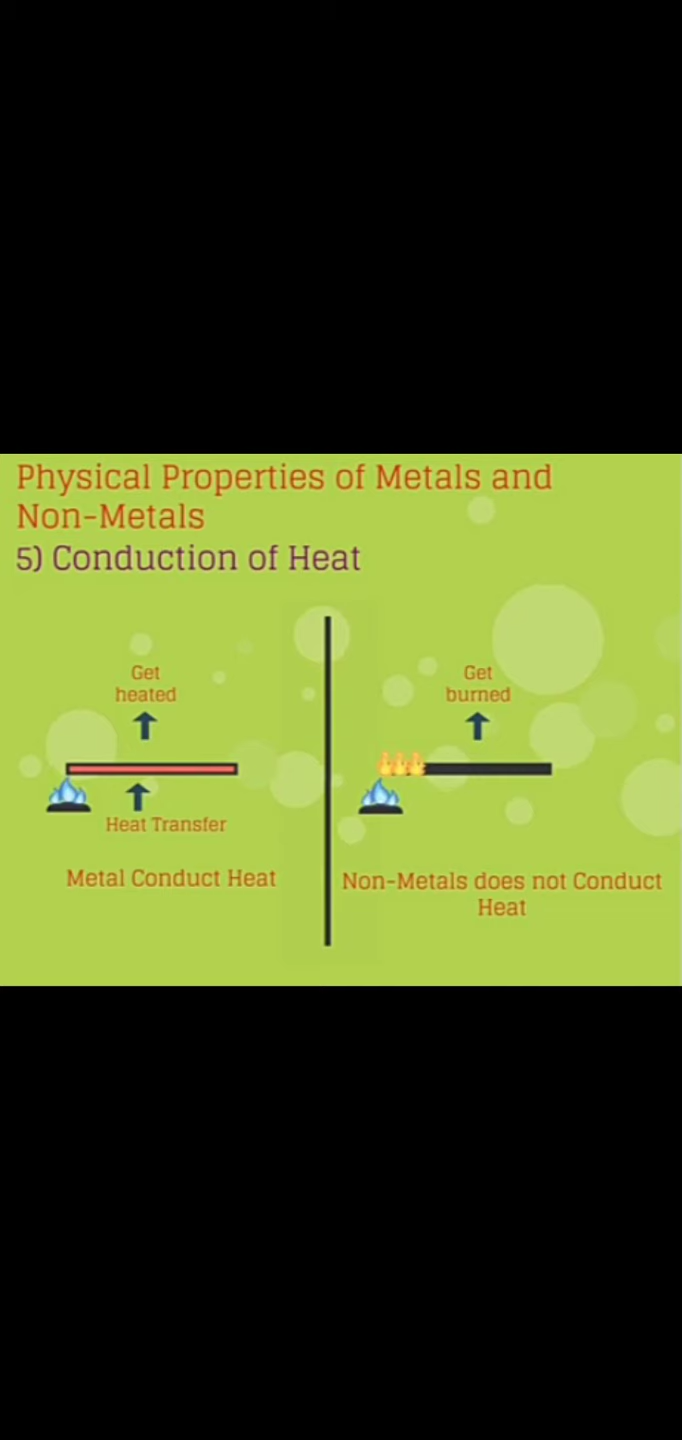 Physical Properties of Metals and
Non-Metals
5) Conduction of Heat
Get
heated
Heat Transfer
Metal Conduct Heat
Get
burned
Non-Metals does not Conduct
Heat